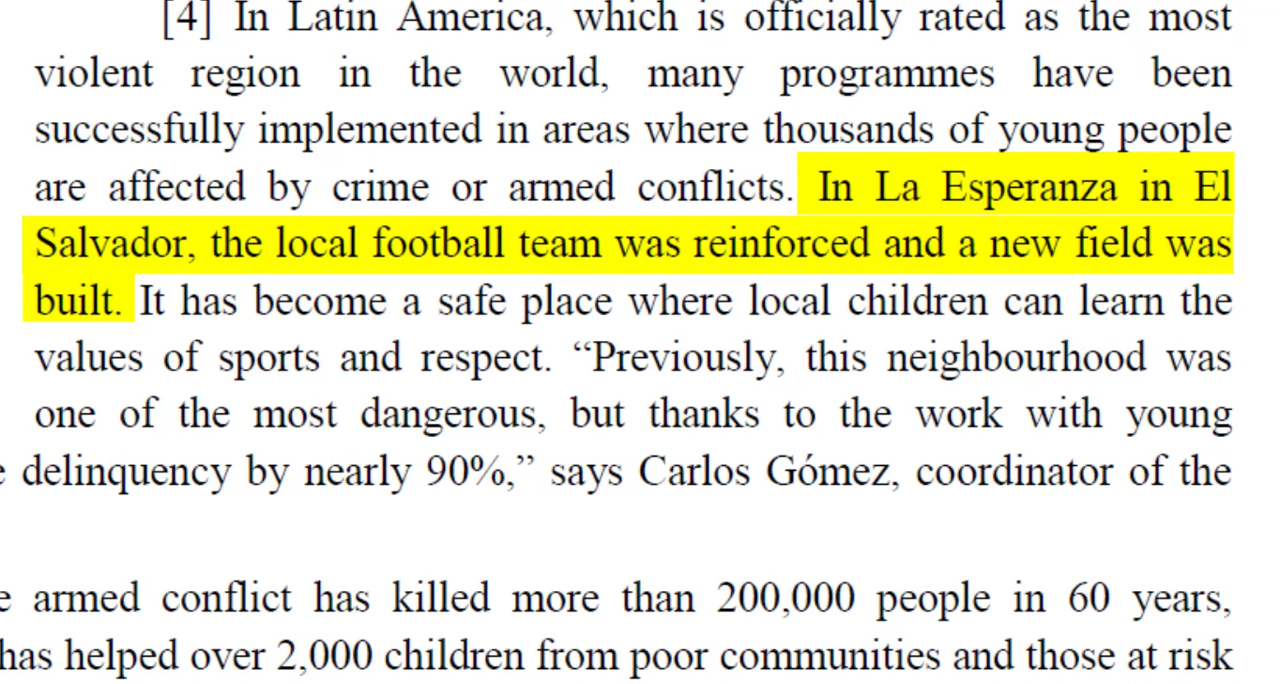 [4] In Latin America, which is officially rated as the most
violent region in the world, many programmes have been
successfully implemented in areas where thousands of young people
are affected by crime or armed conflicts. In La Esperanza in El
Salvador, the local football team was reinforced and a new field was
built. It has become a safe place where local children can learn the
values of sports and respect. “Previously, this neighbourhood was
one of the most dangerous, but thanks to the work with young
delinquency by nearly 90%,” says Carlos Gómez, coordinator of the
armed conflict has killed more than 200,000 people in 60 years,
has helped over 2,000 children from poor communities and those at risk